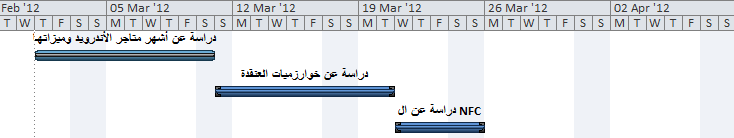 Feb '12 05 Mar '12 12 Mar '12 19 Mar '12 26 Mar '12 02 Apr '12
T W T F S S M T W T F S S M T W T F S S M T W T F S S M T W T F S S M T W T F S S
دراسة عن أشهر متاجر الأندرويد وميزاتها
دراسة عن خوارزميات العنقدة
دراسة عن ال NFC